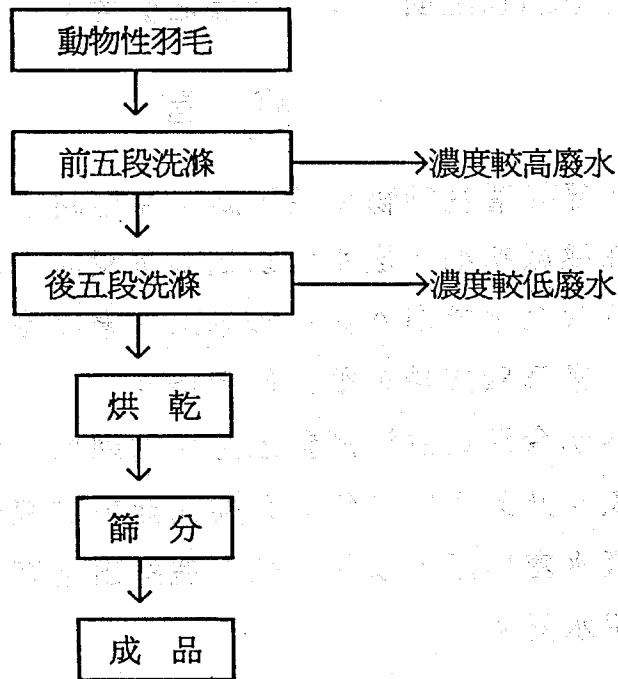 動物性羽毛
前五段洗滌
濃度較高廢水
後五段洗滌
濃度較低廢水
烘 乾
篩 分
成 品